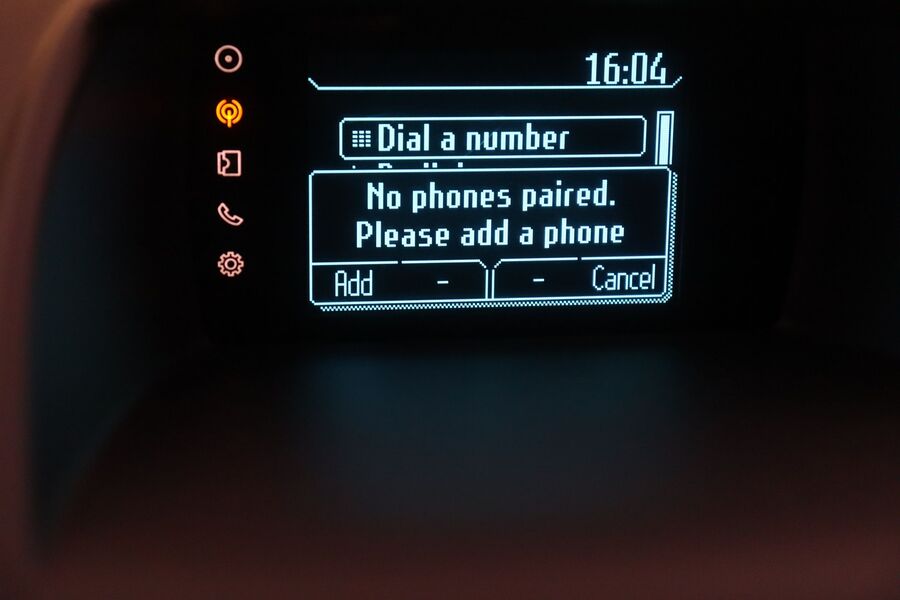 16:04
Dial a number
No phones paired.
Please add a phone
Add - - Cancel